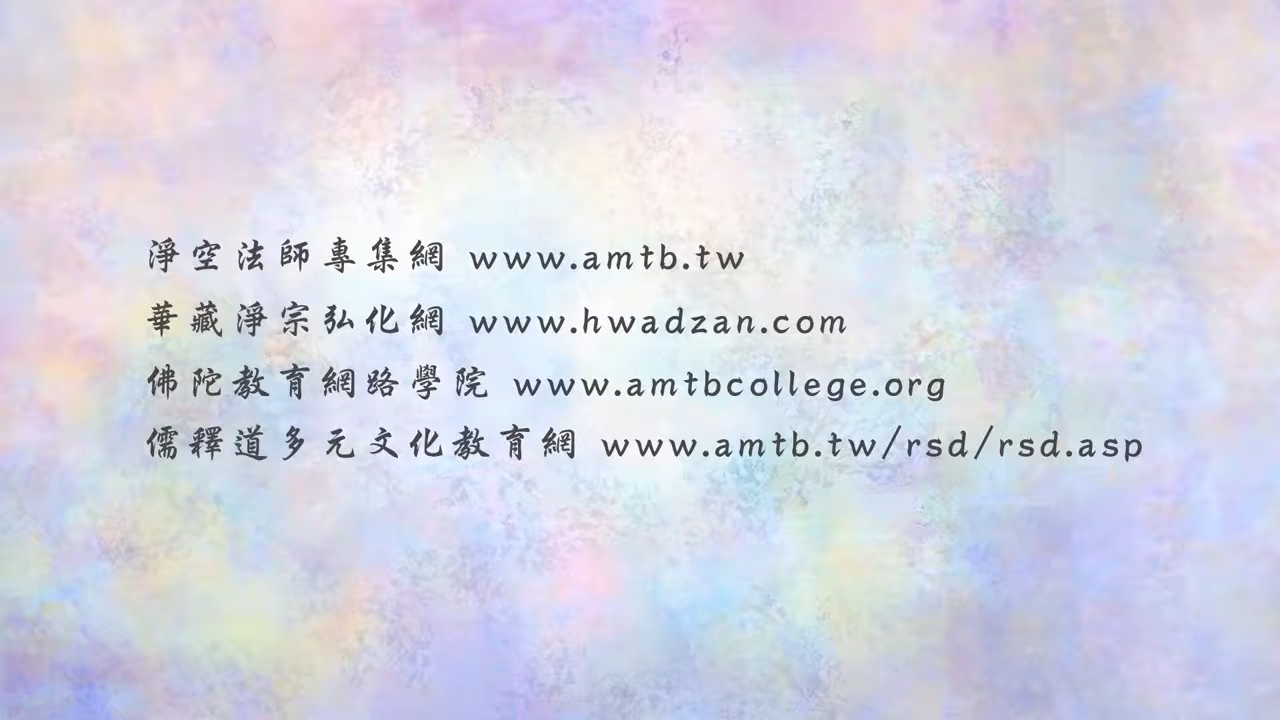 淨空法師專集網 www.amtb.tw
華藏淨宗弘化網 www.hwadzan.com
佛陀教育網路學院 www.amtbcollege.org
儒釋道多元文化教育網 www.amtb.tw/rsd/rsd.asp